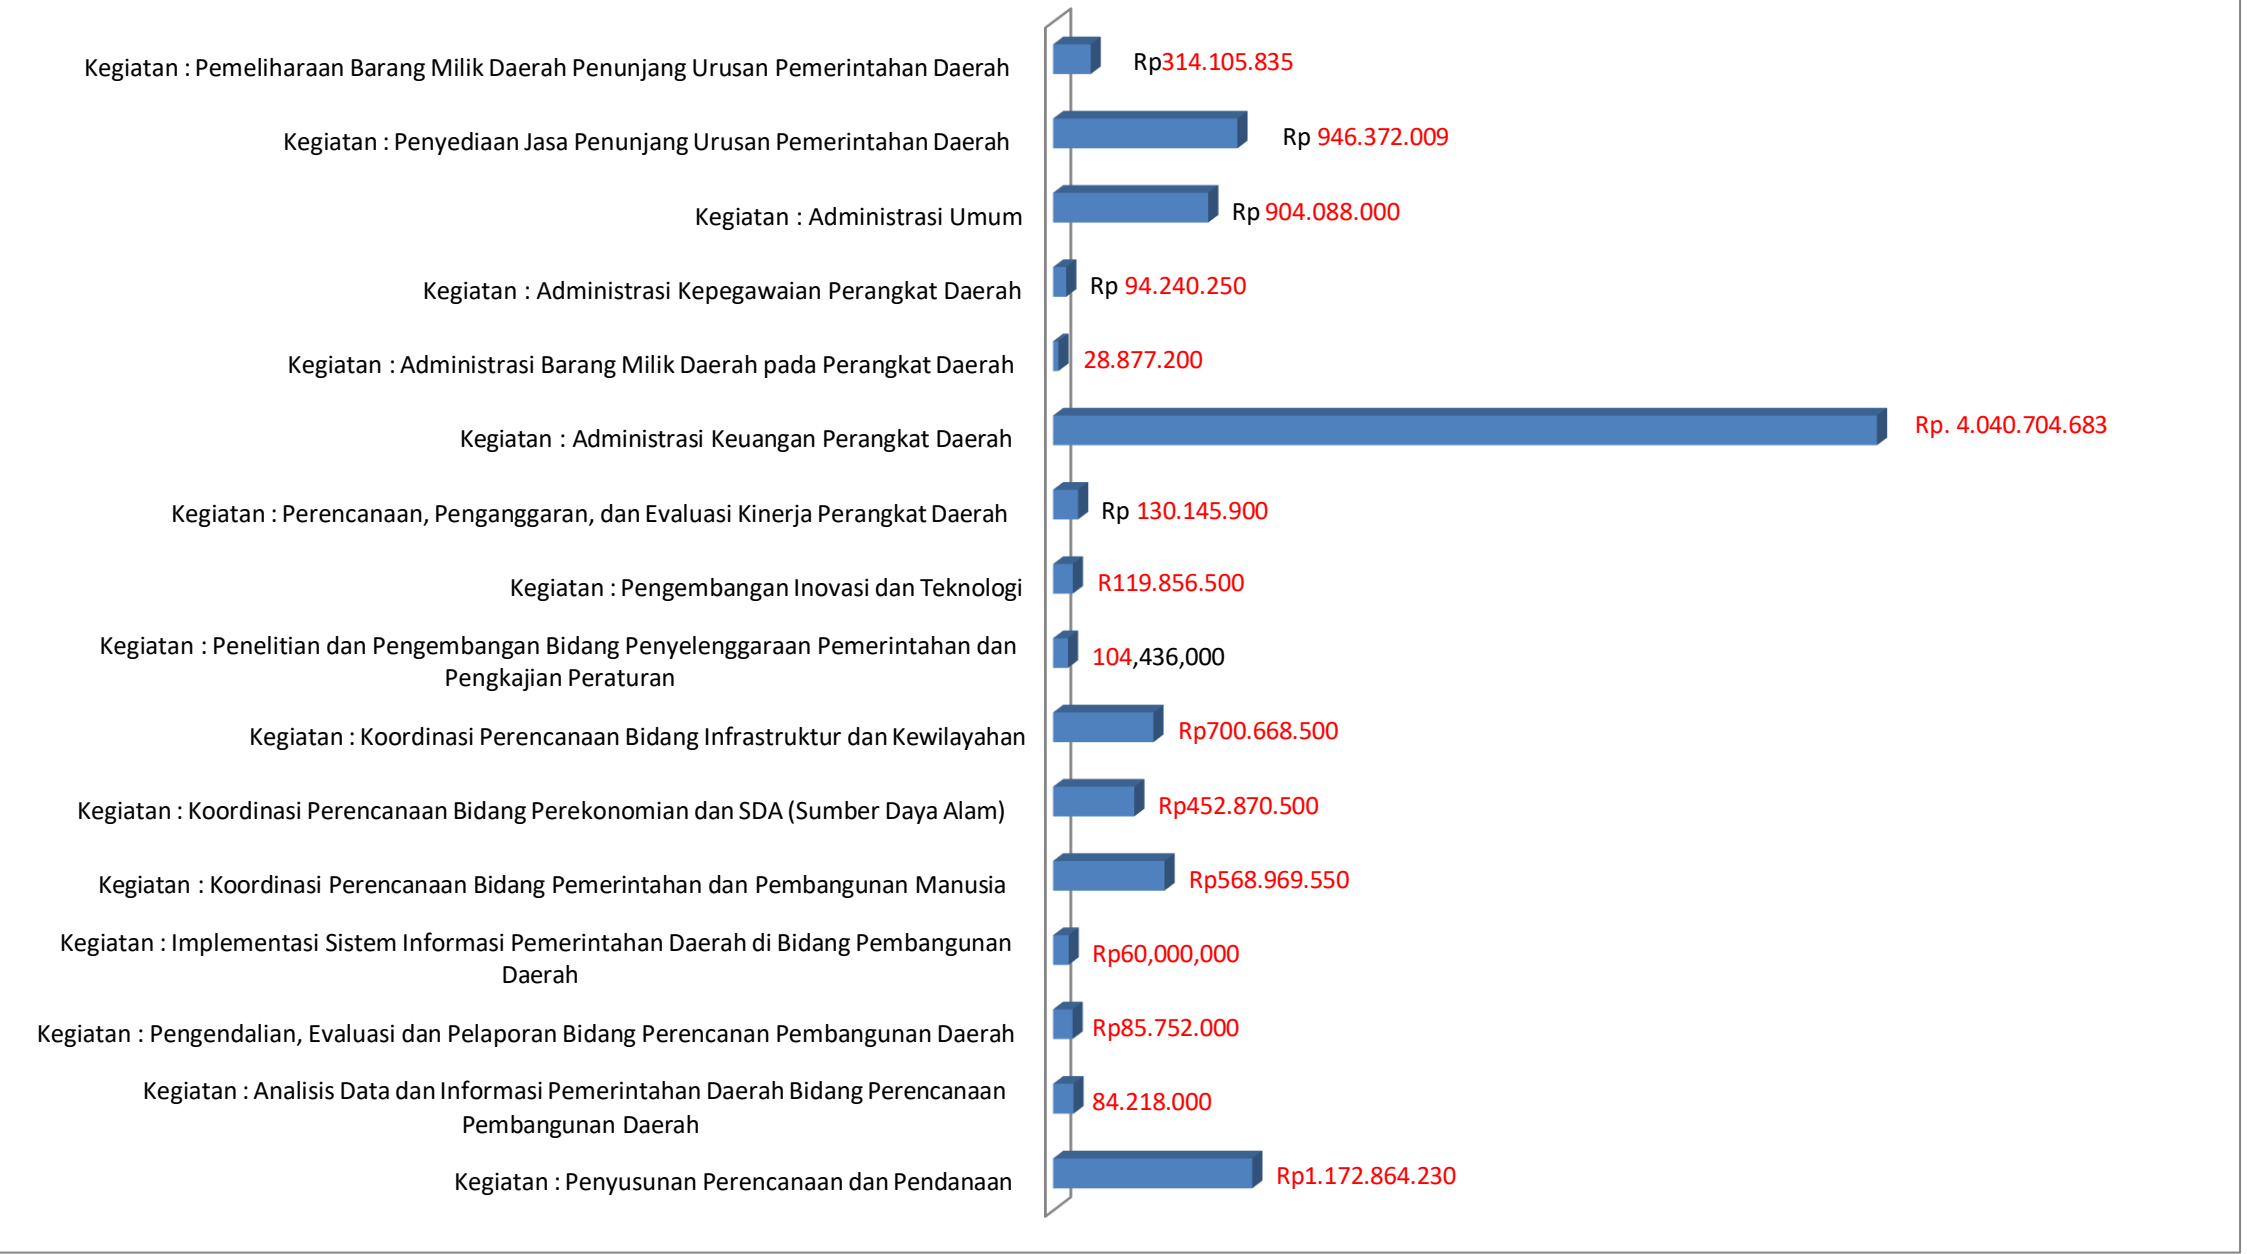 Kegiatan : Pemeliharaan Barang Milik Daerah Penunjang Urusan Pemerintahan Daerah
Rp314.105.835
Kegiatan : Penyediaan Jasa Penunjang Urusan Pemerintahan Daerah
Rp 946.372.009
Kegiatan : Administrasi Umum
Rp 904.088.000
Kegiatan : Administrasi Kepegawaian Perangkat Daerah
Rp 94.240.250
Kegiatan : Administrasi Barang Milik Daerah pada Perangkat Daerah
28.877.200
Kegiatan : Administrasi Keuangan Perangkat Daerah
Rp. 4.040.704.683
Kegiatan : Perencanaan, Penganggaran, dan Evaluasi Kinerja Perangkat Daerah
Rp 130.145.900
Kegiatan : Pengembangan Inovasi dan Teknologi
R119.856.500
Kegiatan : Penelitian dan Pengembangan Bidang Penyelenggaraan Pemerintahan dan
Pengkajian Peraturan
104,436,000
Kegiatan : Koordinasi Perencanaan Bidang Infrastruktur dan Kewilayahan
Rp700.668.500
Kegiatan : Koordinasi Perencanaan Bidang Perekonomian dan SDA (Sumber Daya Alam)
Rp452.870.500
Kegiatan : Koordinasi Perencanaan Bidang Pemerintahan dan Pembangunan Manusia
Rp568.969.550
Kegiatan : Implementasi Sistem Informasi Pemerintahan Daerah di Bidang Pembangunan
Daerah
Rp60,000,000
Kegiatan : Pengendalian, Evaluasi dan Pelaporan Bidang Perencanan Pembangunan Daerah
Rp85.752.000
Kegiatan : Analisis Data dan Informasi Pemerintahan Daerah Bidang Perencanaan
Pembangunan Daerah
84.218.000
Kegiatan : Penyusunan Perencanaan dan Pendanaan
Rp1.172.864.230